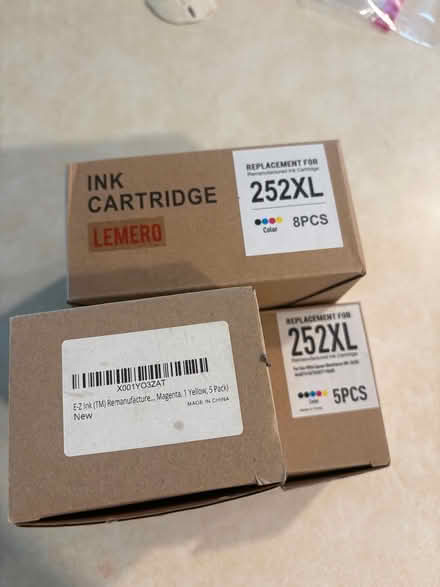 INK
CARTRIDGE
LEMERO
REPLACEMENT FOR
Remanufactured Ink Cartridge
252XL
Color
8PCS
REPLACEMENT FOR
252XL
Remanufactured Ink Cartridge
Color
5PCS
X001YO3ZAT
E-Z Ink (TM) Remanufacture... Magenta, 1 Yellow, 5 Pack)
New
MADE IN CHINA